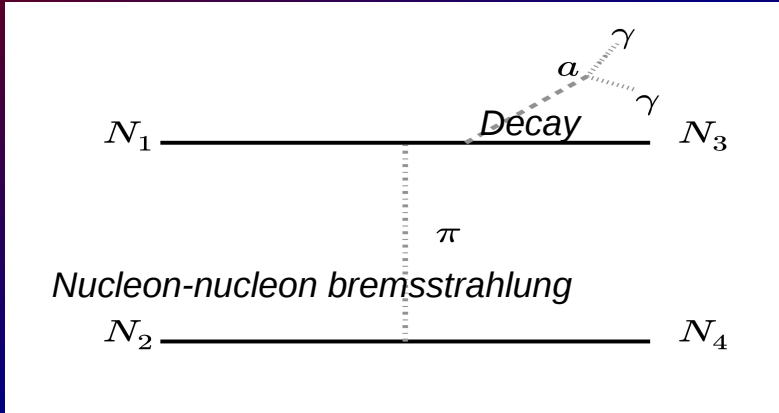 γ
a
γ
Decay
N₁
N₃
π
Nucleon-nucleon bremsstrahlung
N₂
N₄